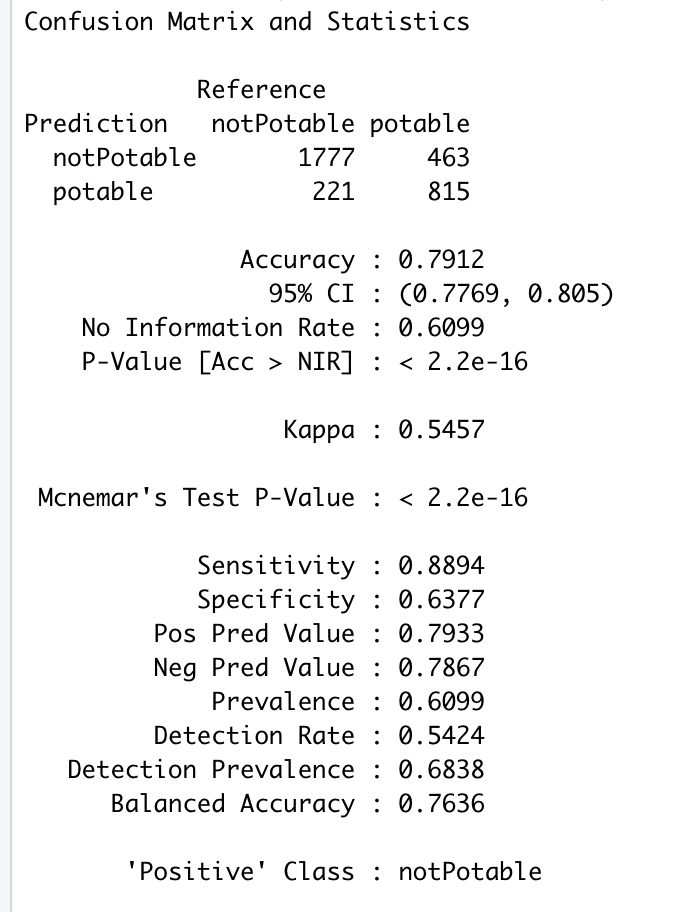 Confusion Matrix and Statistics
Reference
Prediction notPotable potable
notPotable 1777 463
potable 221 815
Accuracy : 0.7912
95% CI : (0.7769, 0.805)
No Information Rate : 0.6099
P-Value [Acc > NIR] : < 2.2e-16
Kappa : 0.5457
Mcnemar's Test P-Value : < 2.2e-16
Sensitivity : 0.8894
Specificity : 0.6377
Pos Pred Value : 0.7933
Neg Pred Value : 0.7867
Prevalence : 0.6099
Detection Rate : 0.5424
Detection Prevalence : 0.6838
Balanced Accuracy : 0.7636
'Positive' Class : notPotable